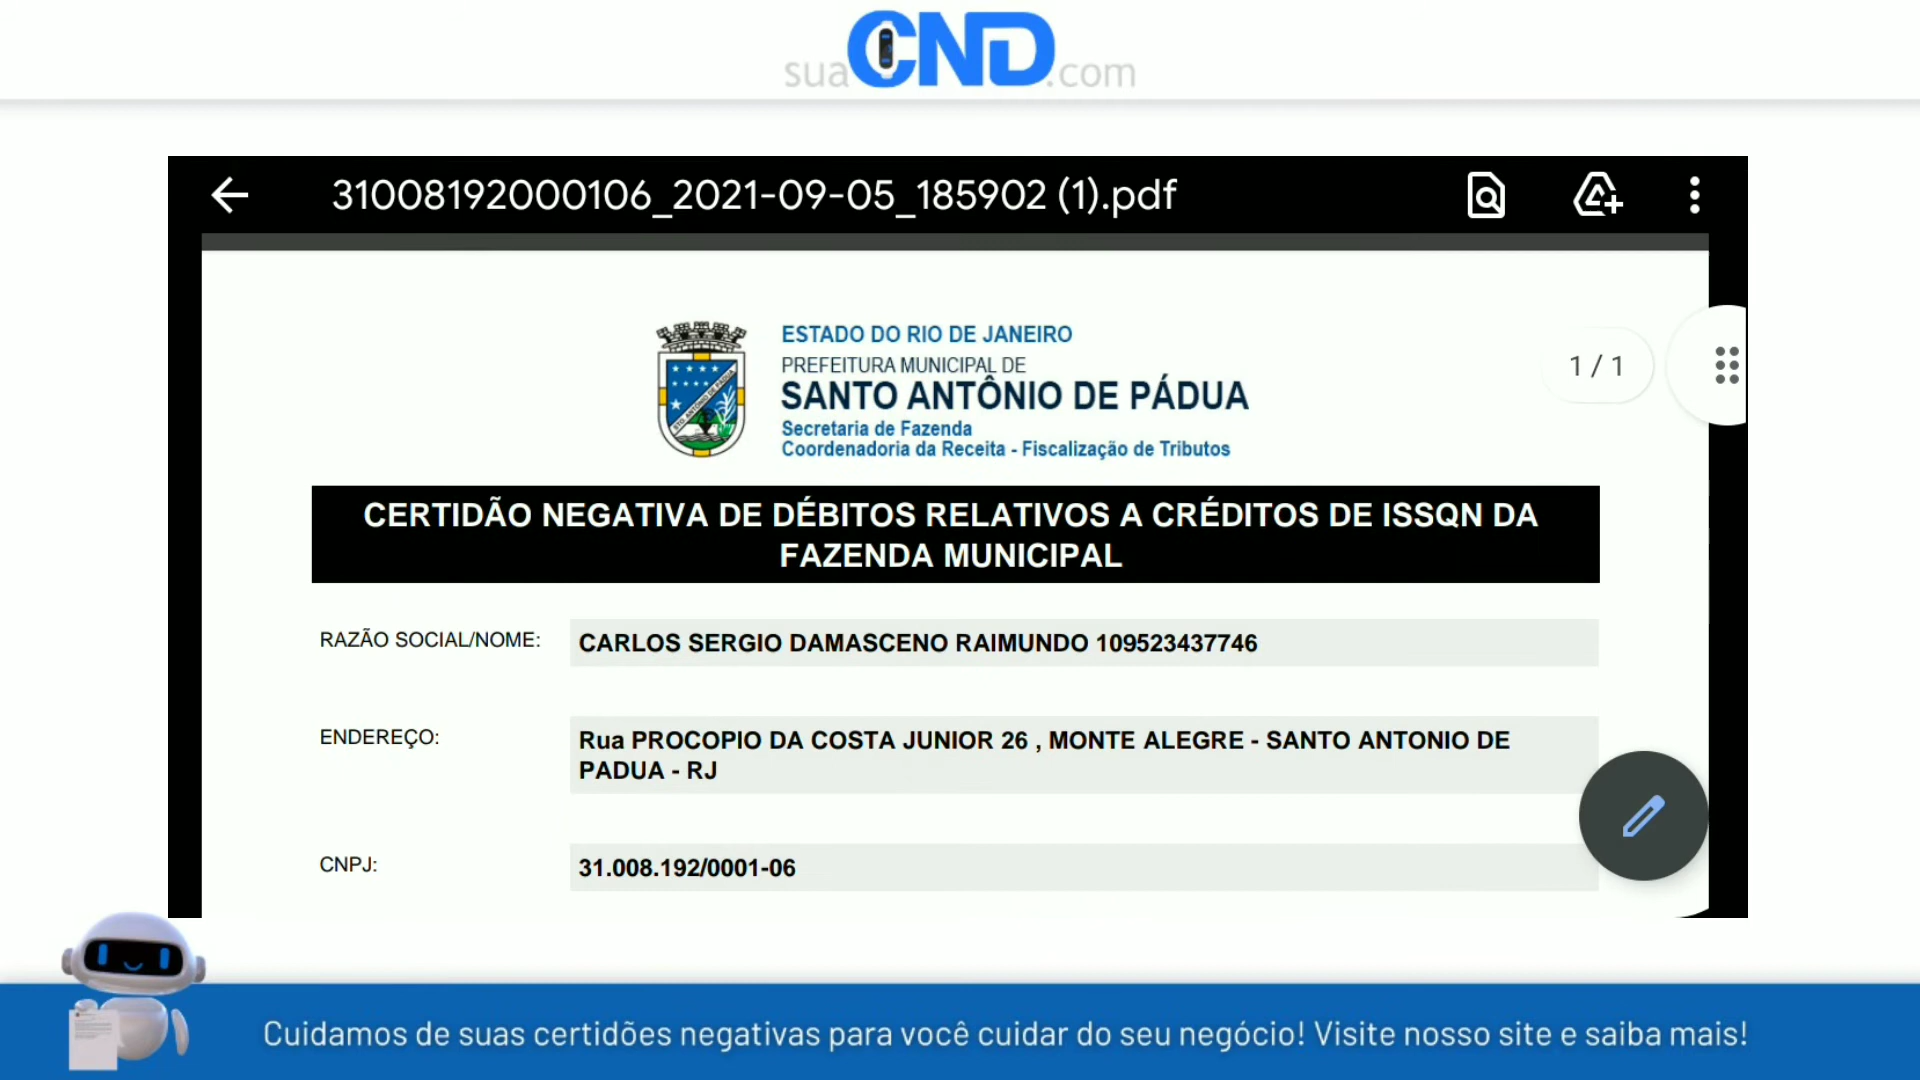 suaCND.com
31008192000106_2021-09-05_185902 (1).pdf
ESTADO DO RIO DE JANEIRO
PREFEITURA MUNICIPAL DE
SANTO ANTÔNIO DE PÁDUA
Secretaria de Fazenda
Coordenadoria da Receita - Fiscalização de Tributos
1 / 1
CERTIDÃO NEGATIVA DE DÉBITOS RELATIVOS A CRÉDITOS DE ISSQN DA
FAZENDA MUNICIPAL
RAZÃO SOCIAL/NOME: CARLOS SERGIO DAMASCENO RAIMUNDO 109523437746
ENDEREÇO: Rua PROCOPIO DA COSTA JUNIOR 26 , MONTE ALEGRE - SANTO ANTONIO DE
PADUA - RJ
CNPJ: 31.008.192/0001-06
Cuidamos de suas certidões negativas para você cuidar do seu negócio! Visite nosso site e saiba mais!